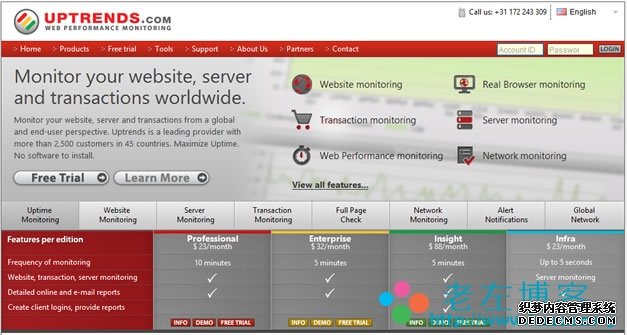 UPTRENDS.COM
WEB PERFORMANCE MONITORING
Call us: +31 172 243 309
English
Home Products Free trial Tools Support About Us Partners Contact
Account ID Password LOGIN
Monitor your website, server
and transactions worldwide.
Monitor your website, server and transactions from a global
and end-user perspective. Uptrends is a leading provider with
more than 2,500 customers in 45 countries. Maximize Uptime.
No software to install.
Free Trial Learn More
Website monitoring Real Browser monitoring
Transaction monitoring Server monitoring
Web Performance monitoring Network monitoring
View all features...
Uptime Monitoring
Website Monitoring
Server Monitoring
Transaction Monitoring
Full Page Check
Network Monitoring
Alert Notifications
Global Network
Features per edition
Professional
$ 23/month
Enterprise
$ 32/month
Insight
$ 88/month
Infra
$ 23/month
Frequency of monitoring 10 minutes 5 minutes 5 minutes Up to 5 seconds
Website, transaction, server monitoring Server monitoring
Detailed online and e-mail reports
Create client logins, provide reports
INFO DEMO FREE TRIAL INFO DEMO FREE TRIAL INFO
老左博客
织梦内容管理系统
DEDECMS.COM